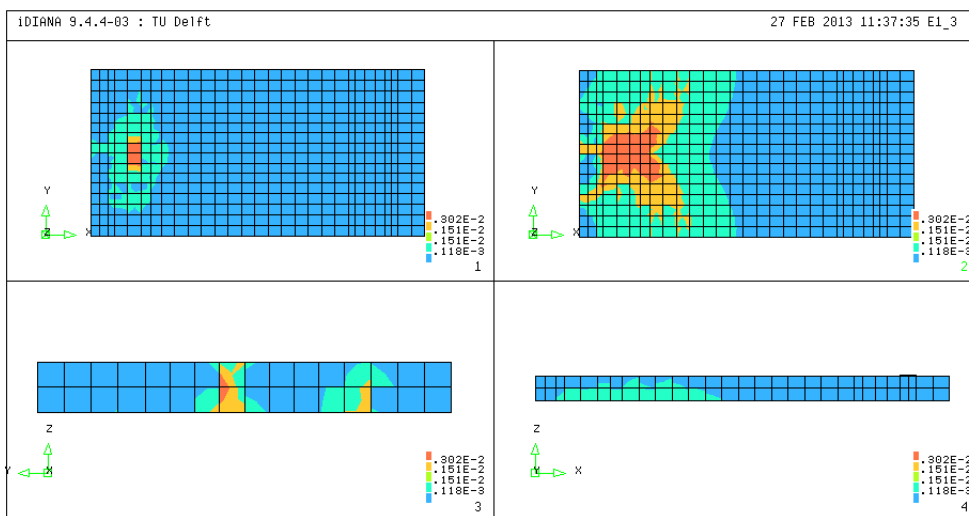 iDIANA 9.4.4-03 : TU Delft
27 FEB 2013 11:37:35 E1_3
Y
Z X
.302E-2
.151E-2
.151E-2
.118E-3
1
Y
Z X
.302E-2
.151E-2
.151E-2
.118E-3
2
Z
Y X
.302E-2
.151E-2
.151E-2
.118E-3
3
Z
Y X
.302E-2
.151E-2
.151E-2
.118E-3
4